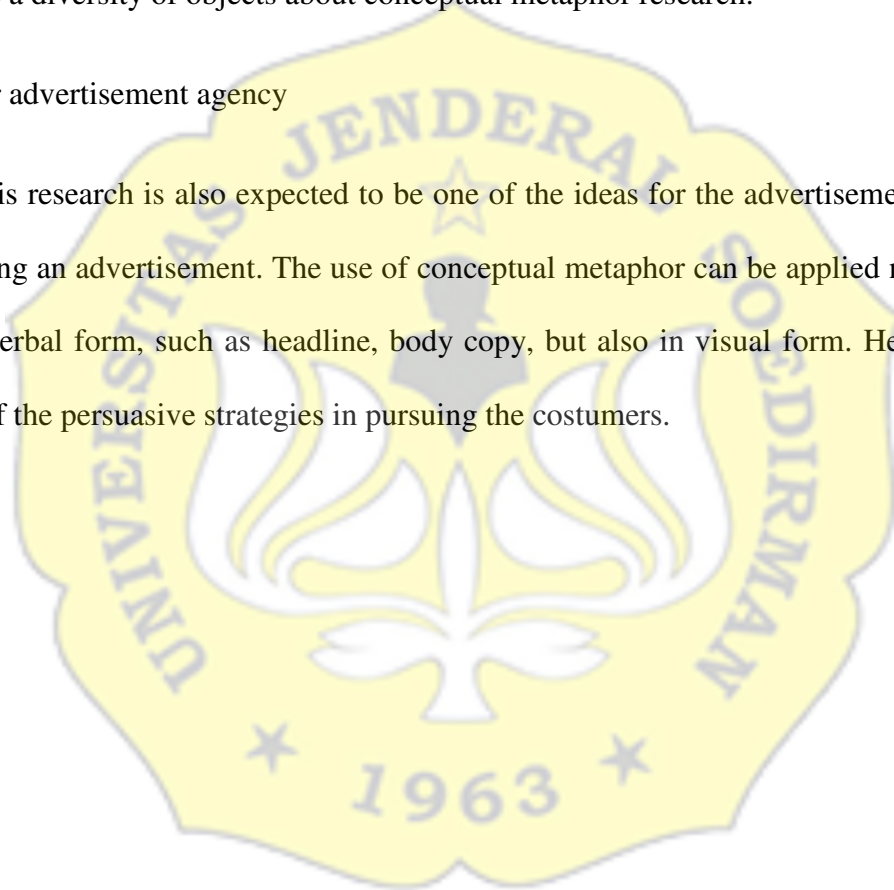 a diversity of objects about conceptual metaphor research.
advertisement agency
is research is also expected to be one of the ideas for the
ng an advertisement. The use of conceptual metaphor can be applied
erbal form, such as headline, body copy, but also in visual form.
f the persuasive strategies in pursuing the costumers.
UNIVERSITAS JENDERAL SOEDIRMAN
1963